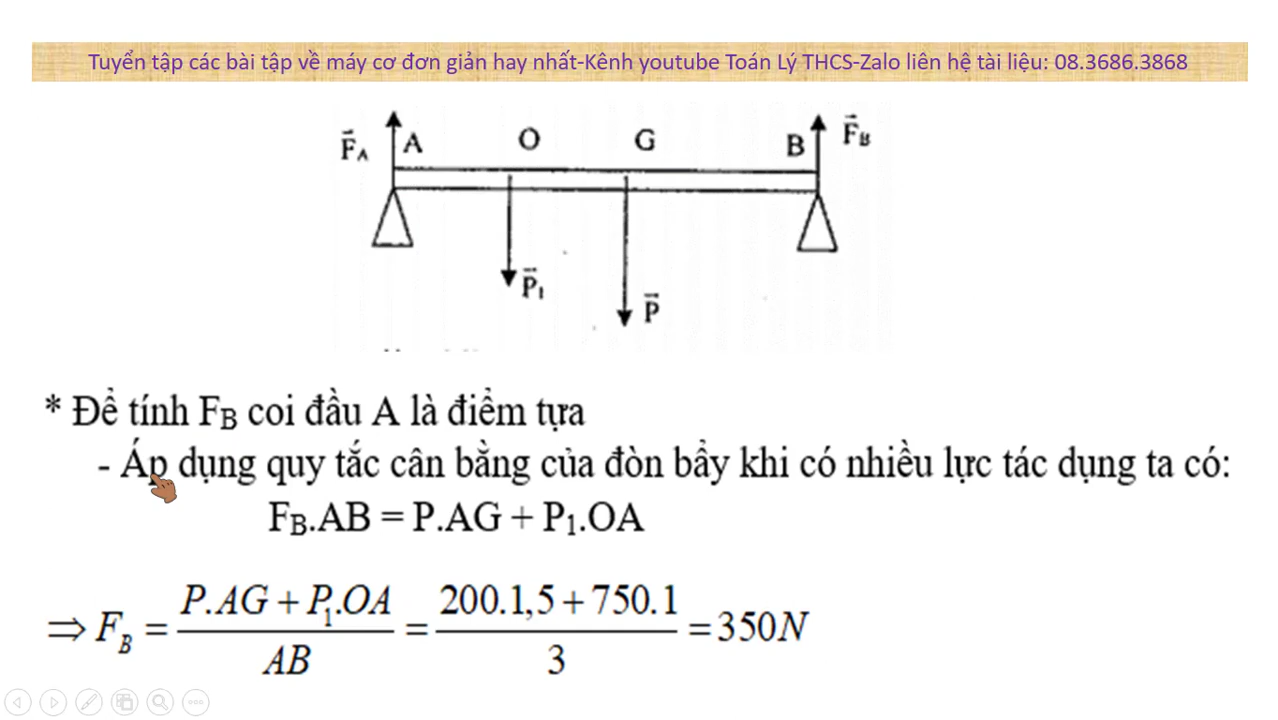 Tuyển tập các bài tập về máy cơ đơn giản hay nhất-Kênh youtube Toán Lý THCS-Zalo liên hệ tài liệu: 08.3686.3868
F⃗A A O G B F⃗B
P⃗1
P⃗
* Để tính FB coi đầu A là điểm tựa
- Áp dụng quy tắc cân bằng của đòn bẩy khi có nhiều lực tác dụng ta có:
FB.AB = P.AG + P1.OA
⇒ FB = (P.AG + P1.OA)/AB = (200.1,5 + 750.1)/3 = 350N